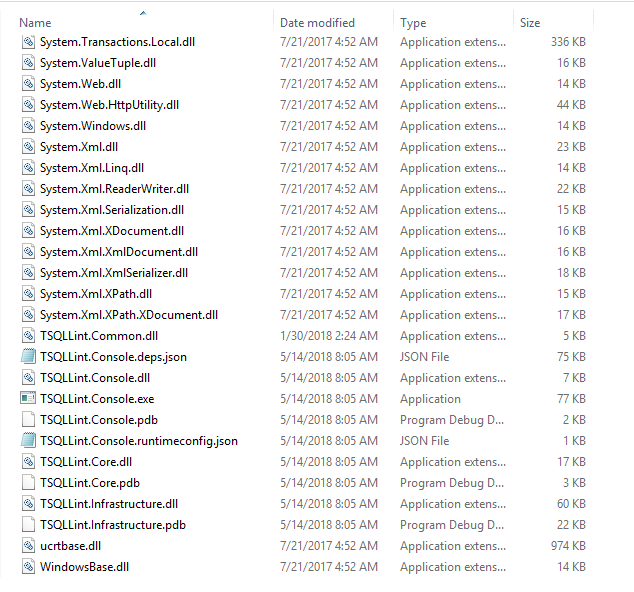 Name Date modified Type Size
System.Transactions.Local.dll 7/21/2017 4:52 AM Application extens... 336 KB
System.ValueTuple.dll 7/21/2017 4:52 AM Application extens... 16 KB
System.Web.dll 7/21/2017 4:52 AM Application extens... 14 KB
System.Web.HttpUtility.dll 7/21/2017 4:52 AM Application extens... 44 KB
System.Windows.dll 7/21/2017 4:52 AM Application extens... 14 KB
System.Xml.dll 7/21/2017 4:52 AM Application extens... 23 KB
System.Xml.Linq.dll 7/21/2017 4:52 AM Application extens... 14 KB
System.Xml.ReaderWriter.dll 7/21/2017 4:52 AM Application extens... 22 KB
System.Xml.Serialization.dll 7/21/2017 4:52 AM Application extens... 15 KB
System.Xml.XDocument.dll 7/21/2017 4:52 AM Application extens... 16 KB
System.Xml.XmlDocument.dll 7/21/2017 4:52 AM Application extens... 16 KB
System.Xml.XmlSerializer.dll 7/21/2017 4:52 AM Application extens... 18 KB
System.Xml.XPath.dll 7/21/2017 4:52 AM Application extens... 15 KB
System.Xml.XPath.XDocument.dll 7/21/2017 4:52 AM Application extens... 17 KB
TSQLLint.Common.dll 1/30/2018 2:24 AM Application extens... 5 KB
TSQLLint.Console.deps.json 5/14/2018 8:05 AM JSON File 75 KB
TSQLLint.Console.dll 5/14/2018 8:05 AM Application extens... 7 KB
TSQLLint.Console.exe 5/14/2018 8:05 AM Application 77 KB
TSQLLint.Console.pdb 5/14/2018 8:05 AM Program Debug D... 2 KB
TSQLLint.Console.runtimeconfig.json 5/14/2018 8:05 AM JSON File 1 KB
TSQLLint.Core.dll 5/14/2018 8:05 AM Application extens... 17 KB
TSQLLint.Core.pdb 5/14/2018 8:05 AM Program Debug D... 3 KB
TSQLLint.Infrastructure.dll 5/14/2018 8:05 AM Application extens... 60 KB
TSQLLint.Infrastructure.pdb 5/14/2018 8:05 AM Program Debug D... 22 KB
ucrtbase.dll 7/21/2017 4:52 AM Application extens... 974 KB
WindowsBase.dll 7/21/2017 4:52 AM Application extens... 14 KB